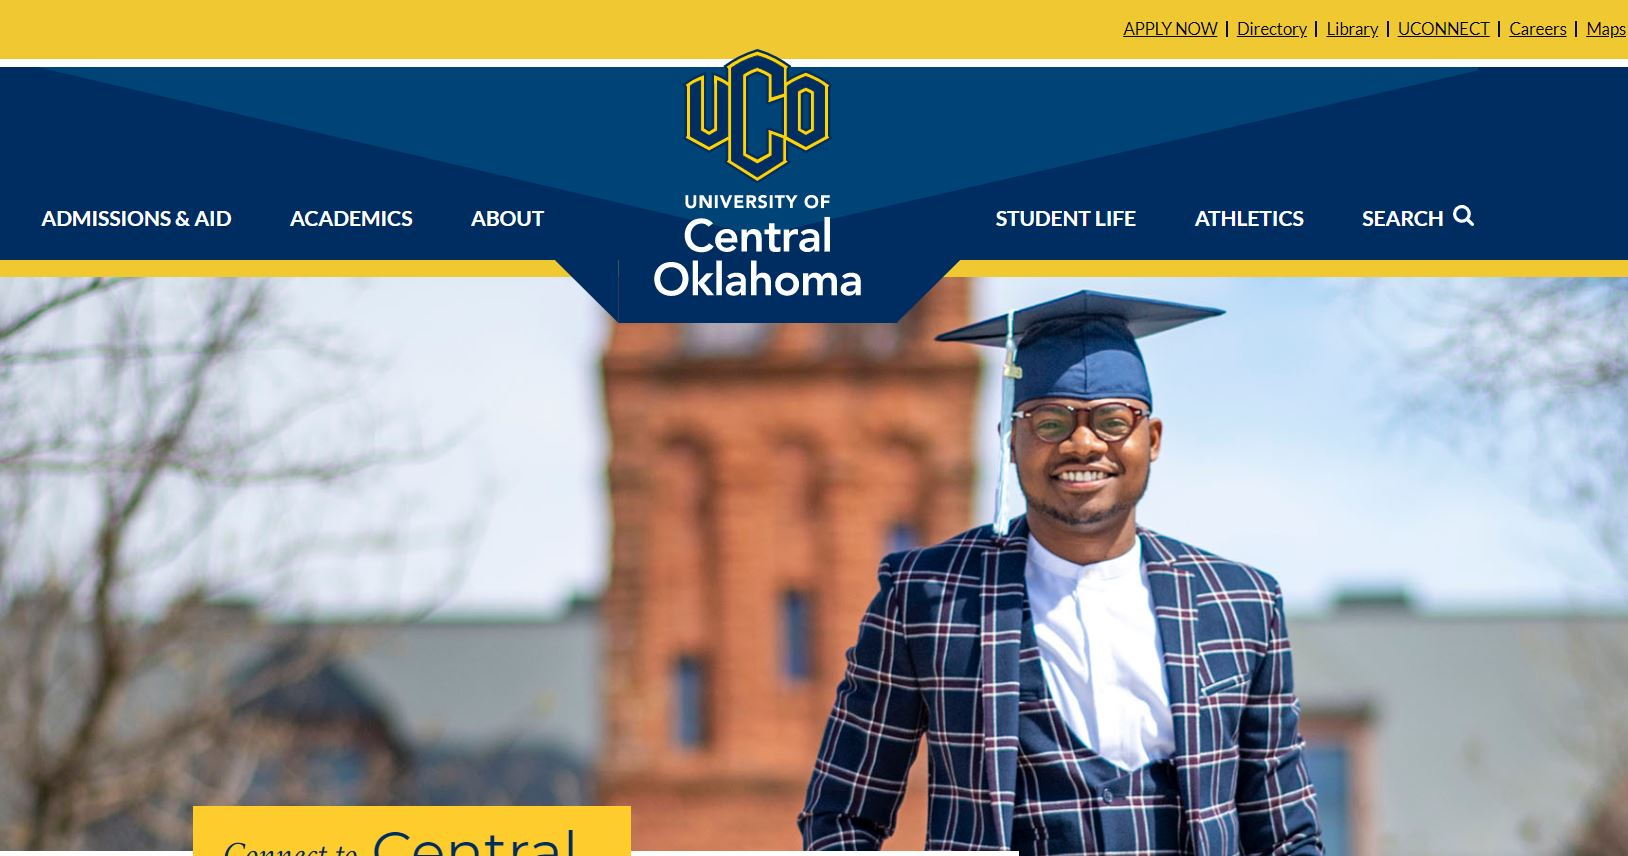 APPLY NOW | Directory | Library | UCONNECT | Careers | Maps
UCO
UNIVERSITY OF
Central
Oklahoma
ADMISSIONS & AID ACADEMICS ABOUT STUDENT LIFE ATHLETICS SEARCH
Connect to Central